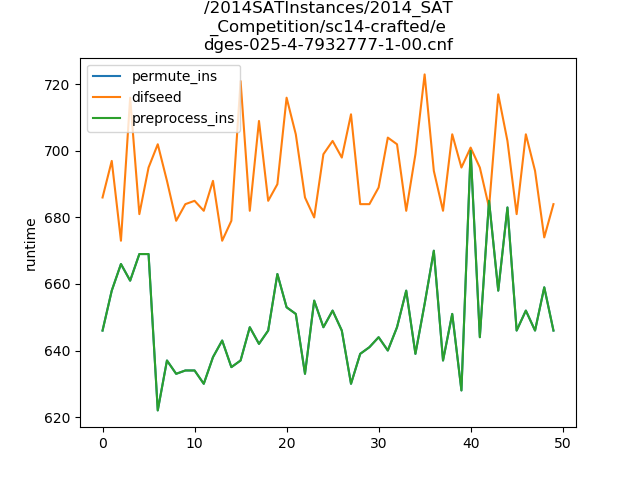 /2014SATInstances/2014_SAT
_Competition/sc14-crafted/e
dges-025-4-7932777-1-00.cnf
permute_ins
difseed
preprocess_ins
runtime
720
700
680
660
640
620
0 10 20 30 40 50